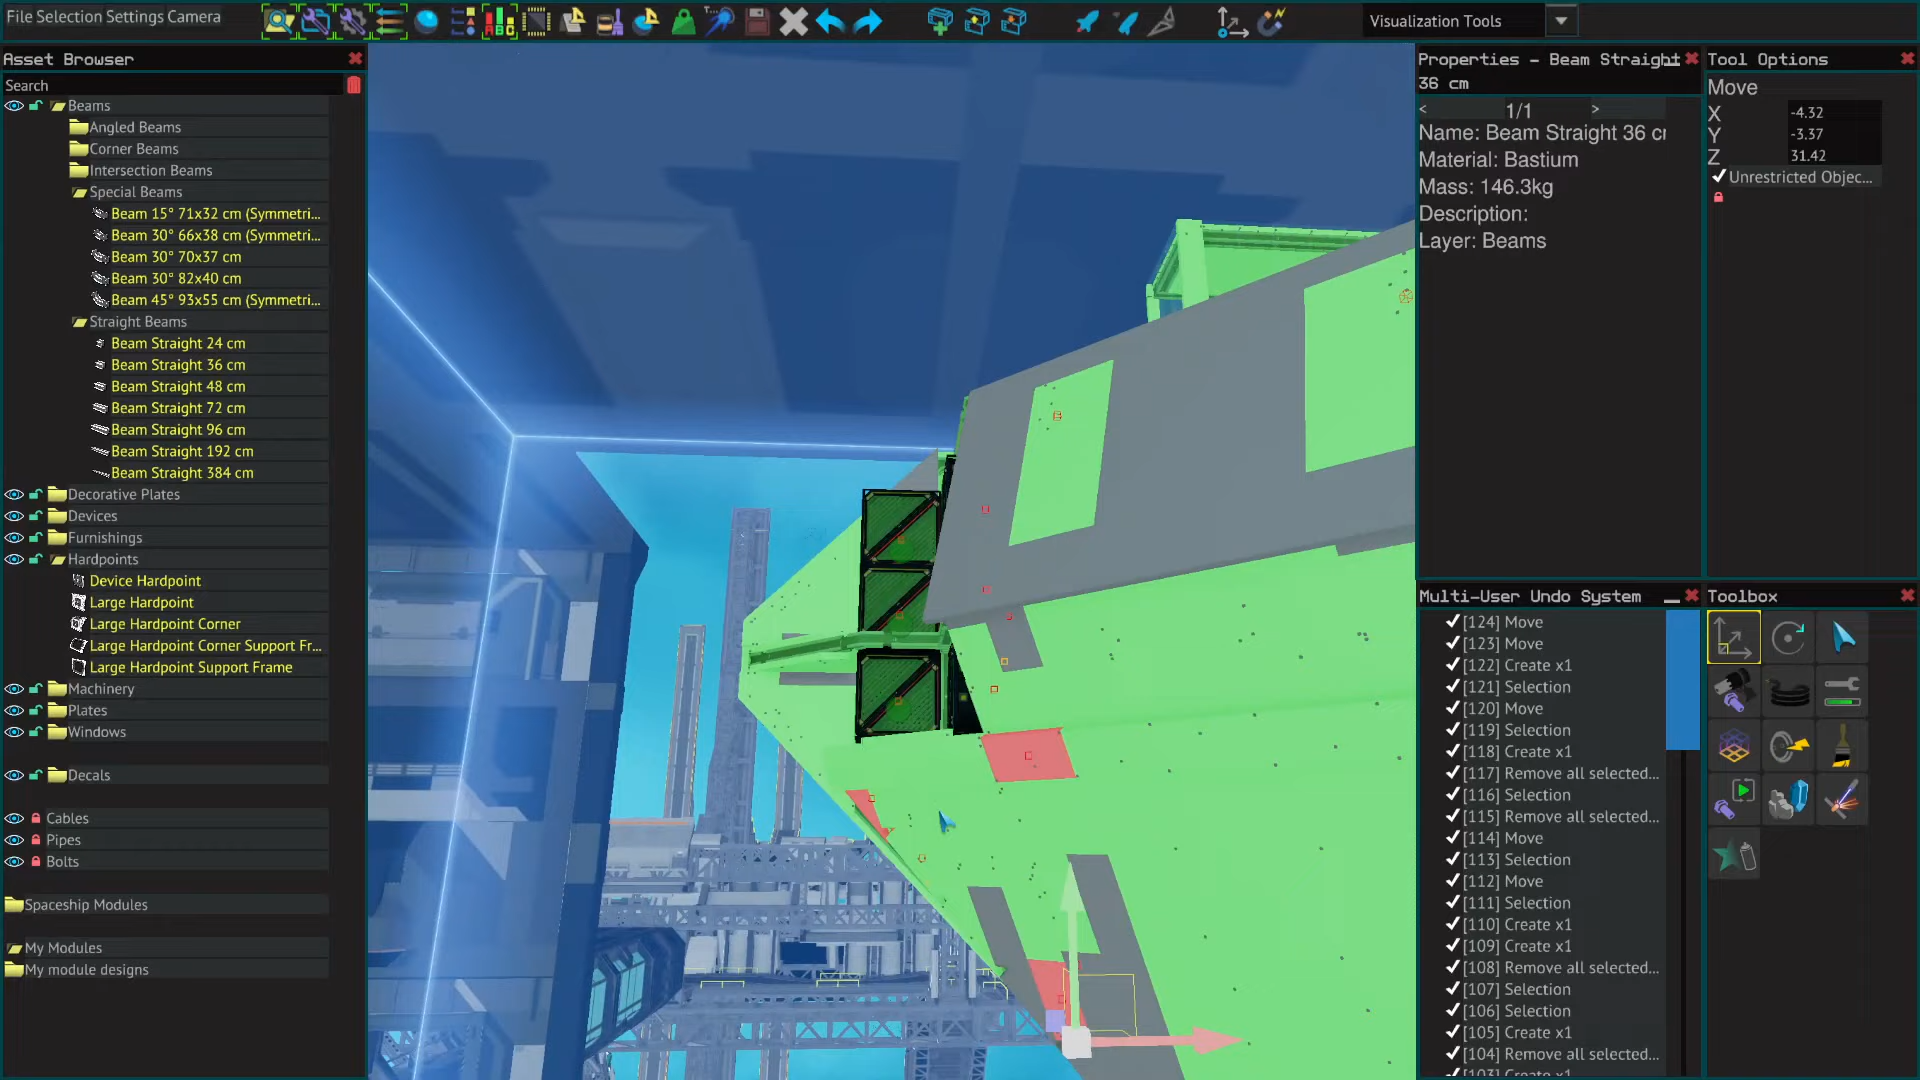 File Selection Settings Camera
ABC
Visualization Tools
Asset Browser
Search
Beams
Angled Beams
Corner Beams
Intersection Beams
Special Beams
Beam 15° 71x32 cm (Symmetri...
Beam 30° 66x38 cm (Symmetri...
Beam 30° 70x37 cm
Beam 30° 82x40 cm
Beam 45° 93x55 cm (Symmetri...
Straight Beams
Beam Straight 24 cm
Beam Straight 36 cm
Beam Straight 48 cm
Beam Straight 72 cm
Beam Straight 96 cm
Beam Straight 192 cm
Beam Straight 384 cm
Decorative Plates
Devices
Furnishings
Hardpoints
Device Hardpoint
Large Hardpoint
Large Hardpoint Corner
Large Hardpoint Corner Support Fr...
Large Hardpoint Support Frame
Machinery
Plates
Windows
Decals
Cables
Pipes
Bolts
Spaceship Modules
My Modules
My module designs
Properties - Beam Straight
36 cm
< 1/1 >
Name: Beam Straight 36 cr
Material: Bastium
Mass: 146.3kg
Description:
Layer: Beams
Tool Options
Move
X -4.32
Y -3.37
Z 31.42
Unrestricted Objec...
Multi-User Undo System
[124] Move
[123] Move
[122] Create x1
[121] Selection
[120] Move
[119] Selection
[118] Create x1
[117] Remove all selected...
[116] Selection
[115] Remove all selected...
[114] Move
[113] Selection
[112] Move
[111] Selection
[110] Create x1
[109] Create x1
[108] Remove all selected...
[107] Selection
[106] Selection
[105] Create x1
[104] Remove all selected...
[103] Create x1
Toolbox